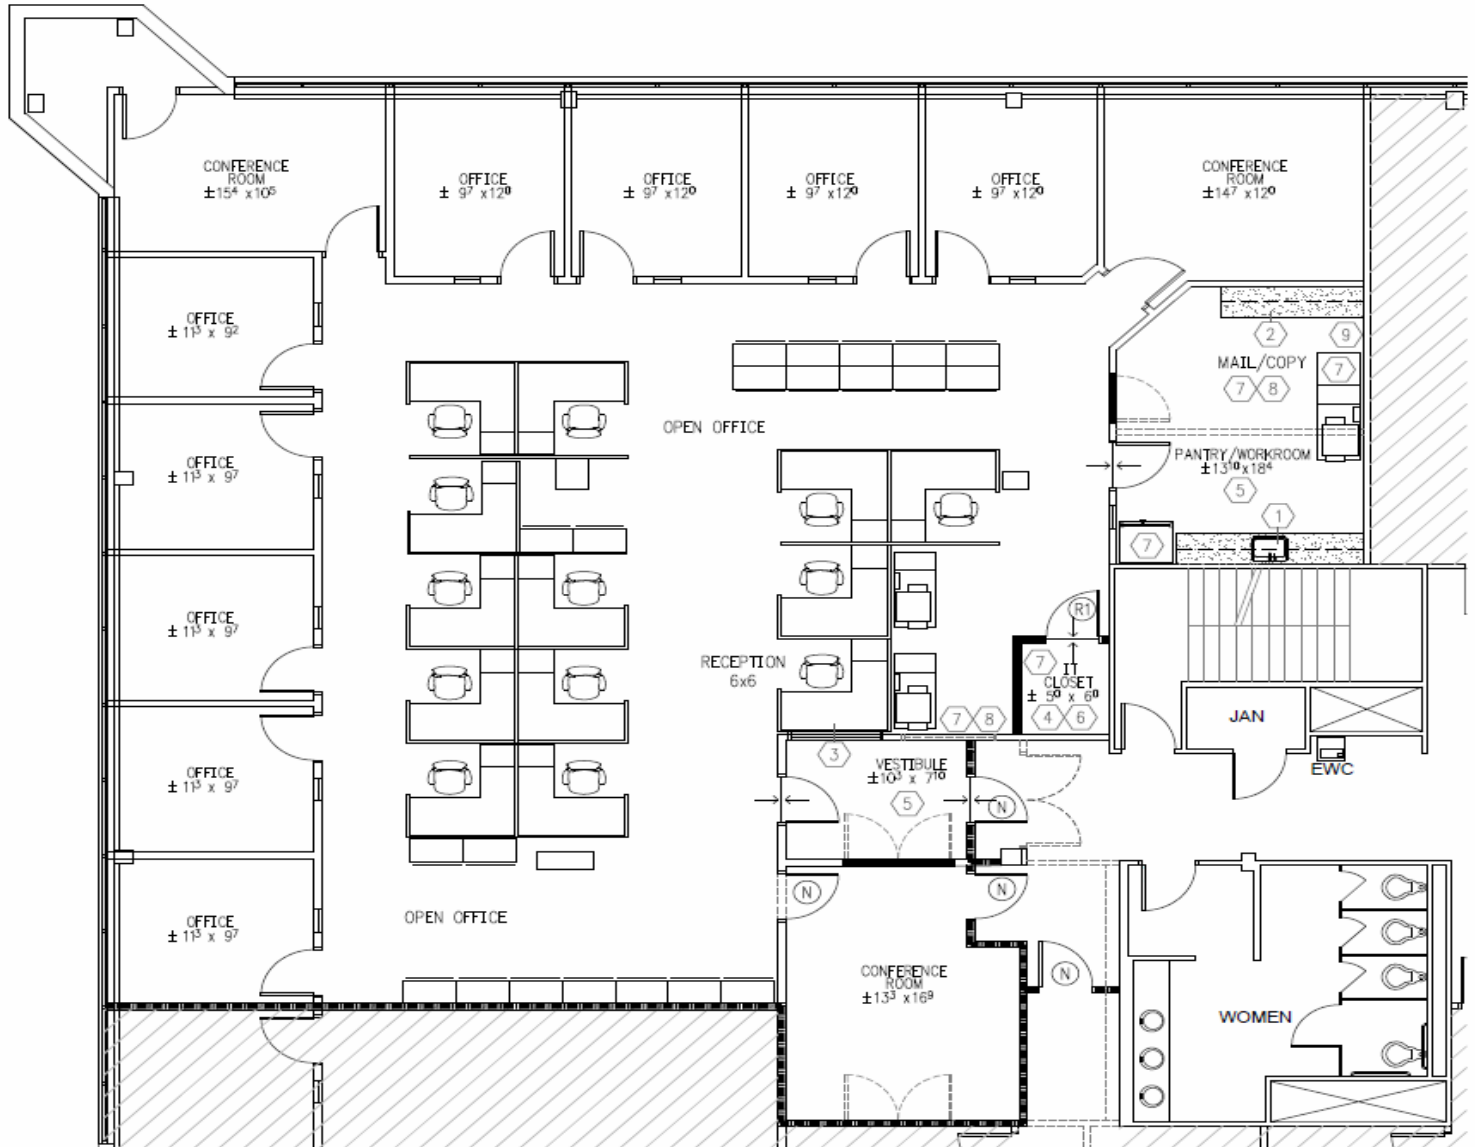 CONFERENCE
ROOM
±15⁴ x10⁵
OFFICE
± 9⁷ x12⁰
OFFICE
± 9⁷ x12⁰
OFFICE
± 9⁷ x12⁰
OFFICE
± 9⁷ x12⁰
CONFERENCE
ROOM
±14⁷ x12⁰
OFFICE
± 11³ x 9²
2
9
MAIL/COPY
7
7
8
OPEN OFFICE
OFFICE
± 11³ x 9⁷
PANTRY/WORKROOM
±13¹⁰x18⁴
5
1
7
OFFICE
± 11³ x 9⁷
R1
RECEPTION
6x6
7
IT
CLOSET
± 5⁰ x 6⁰
4
6
7
8
JAN
3
EWC
OFFICE
± 11³ x 9⁷
VESTIBULE
±10³ x 7¹⁰
5
N
N
N
OFFICE
± 11³ x 9⁷
OPEN OFFICE
CONFERENCE
ROOM
±13³ x16⁹
N
WOMEN